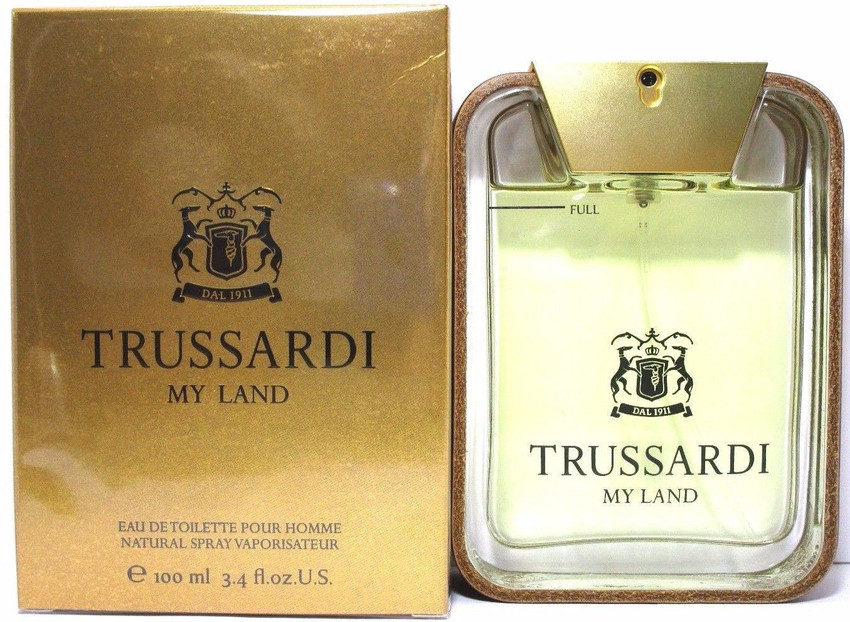 DAL 1911
TRUSSARDI
MY LAND
EAU DE TOILETTE POUR HOMME
NATURAL SPRAY VAPORISATEUR
℮ 100 ml 3.4 fl.oz.U.S.
FULL
DAL 1911
TRUSSARDI
MY LAND